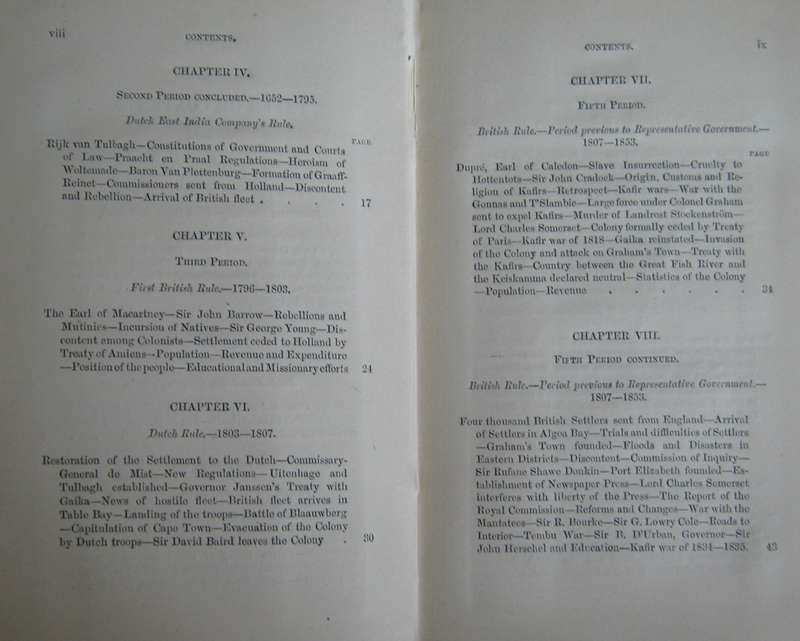 viii
CONTENTS.
CHAPTER IV.
SECOND PERIOD CONCLUDED.—1652—1795.
Dutch East India Company's Rule.
PAGE
Rijk van Tulbagh—Constitutions of Government and Courts
of Law—Praacht en Praal Regulations—Heroism of
Woltemade—Baron Van Plettenburg—Formation of Graaff-
Reinet—Commissioners sent from Holland—Discontent
and Rebellion—Arrival of British fleet . . . . 17
CHAPTER V.
THIRD PERIOD.
First British Rule.—1796—1803.
The Earl of Macartney—Sir John Barrow—Rebellions and
Mutinies—Incursion of Natives—Sir George Young—Dis-
content among Colonists—Settlement ceded to Holland by
Treaty of Amiens—Population—Revenue and Expenditure
—Position of the people—Educational and Missionary efforts 24
CHAPTER VI.
Dutch Rule.—1803—1807.
Restoration of the Settlement to the Dutch—Commissary-
General de Mist—New Regulations—Uitenhage and
Tulbagh established—Governor Janssen's Treaty with
Gaika—News of hostile fleet—British fleet arrives in
Table Bay—Landing of the troops—Battle of Blaauwberg
—Capitulation of Cape Town—Evacuation of the Colony
by Dutch troops—Sir David Baird leaves the Colony . 30
CONTENTS.
ix
CHAPTER VII.
FIFTH PERIOD.
British Rule.—Period previous to Representative Government.—
1807—1853.
PAGE
Dupré, Earl of Caledon—Slave Insurrection—Cruelty to
Hottentots—Sir John Cradock—Origin, Customs and Re-
ligion of Kafirs—Retrospect—Kafir wars—War with the
Gonnas and T'Slambie—Large force under Colonel Graham
sent to expel Kafirs—Murder of Landrost Stockenström—
Lord Charles Somerset—Colony formally ceded by Treaty
of Paris—Kafir war of 1818—Gaika reinstated—Invasion
of the Colony and attack on Graham's Town—Treaty with
the Kafirs—Country between the Great Fish River and
the Keiskamma declared neutral—Statistics of the Colony
—Population—Revenue . . . . . . 34
CHAPTER VIII.
FIFTH PERIOD CONTINUED.
British Rule.—Period previous to Representative Government.—
1807—1853.
Four thousand British Settlers sent from England—Arrival
of Settlers in Algoa Bay—Trials and difficulties of Settlers
—Graham's Town founded—Floods and Disasters in
Eastern Districts—Discontent—Commission of Inquiry—
Sir Rufane Shawe Donkin—Port Elizabeth founded—Es-
tablishment of Newspaper Press—Lord Charles Somerset
interferes with liberty of the Press—The Report of the
Royal Commission—Reforms and Changes—War with the
Mantatees—Sir R. Bourke—Sir G. Lowry Cole—Roads to
Interior—Tembu War—Sir B. D'Urban, Governor—Sir
John Herschel and Education—Kafir war of 1834—1835. 43